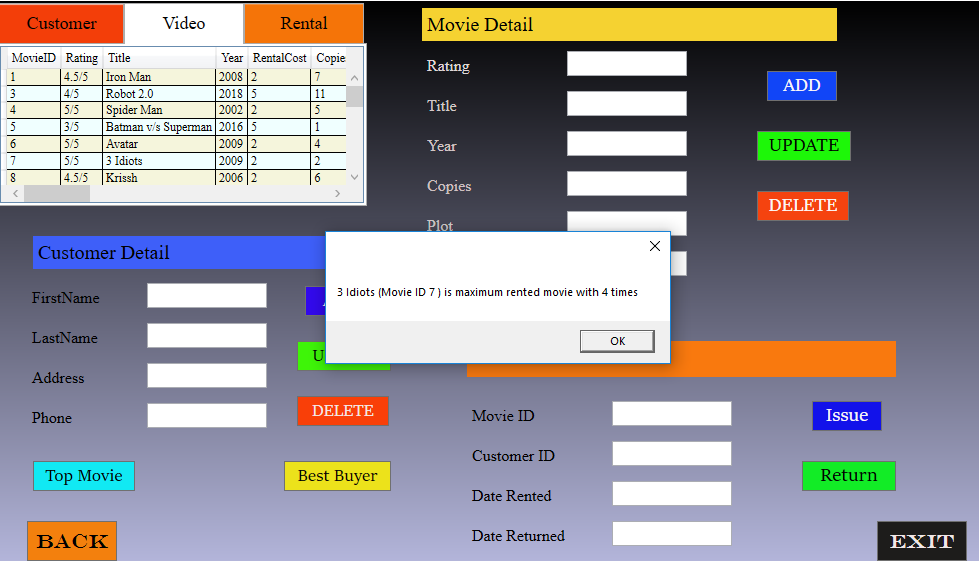 Customer Video Rental
MovieID Rating Title Year RentalCost Copie
1 4.5/5 Iron Man 2008 2 7
3 4/5 Robot 2.0 2018 5 11
4 5/5 Spider Man 2002 2 5
5 3/5 Batman v/s Superman 2016 5 1
6 5/5 Avatar 2009 2 4
7 5/5 3 Idiots 2009 2 2
8 4.5/5 Krissh 2006 2 6
Movie Detail
Rating
Title
Year
Copies
Plot
ADD
UPDATE
DELETE
3 Idiots (Movie ID 7 ) is maximum rented movie with 4 times
OK
Customer Detail
FirstName
LastName
Address
Phone
U
DELETE
Top Movie
Best Buyer
BACK
Movie ID
Customer ID
Date Rented
Date Returned
Issue
Return
EXIT